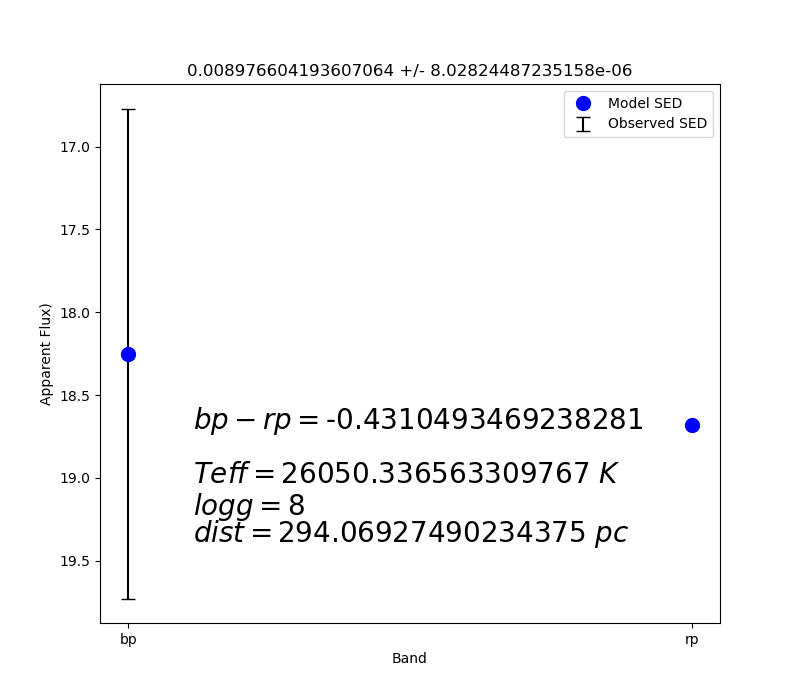 0.008976604193607064 +/- 8.02824487235158e-06
Model SED
Observed SED
17.0
17.5
18.0
18.5
19.0
19.5
Apparent Flux)
bp − rp = -0.4310493469238281
Teff = 26050.336563309767 K
logg = 8
dist = 294.06927490234375 pc
bp
rp
Band